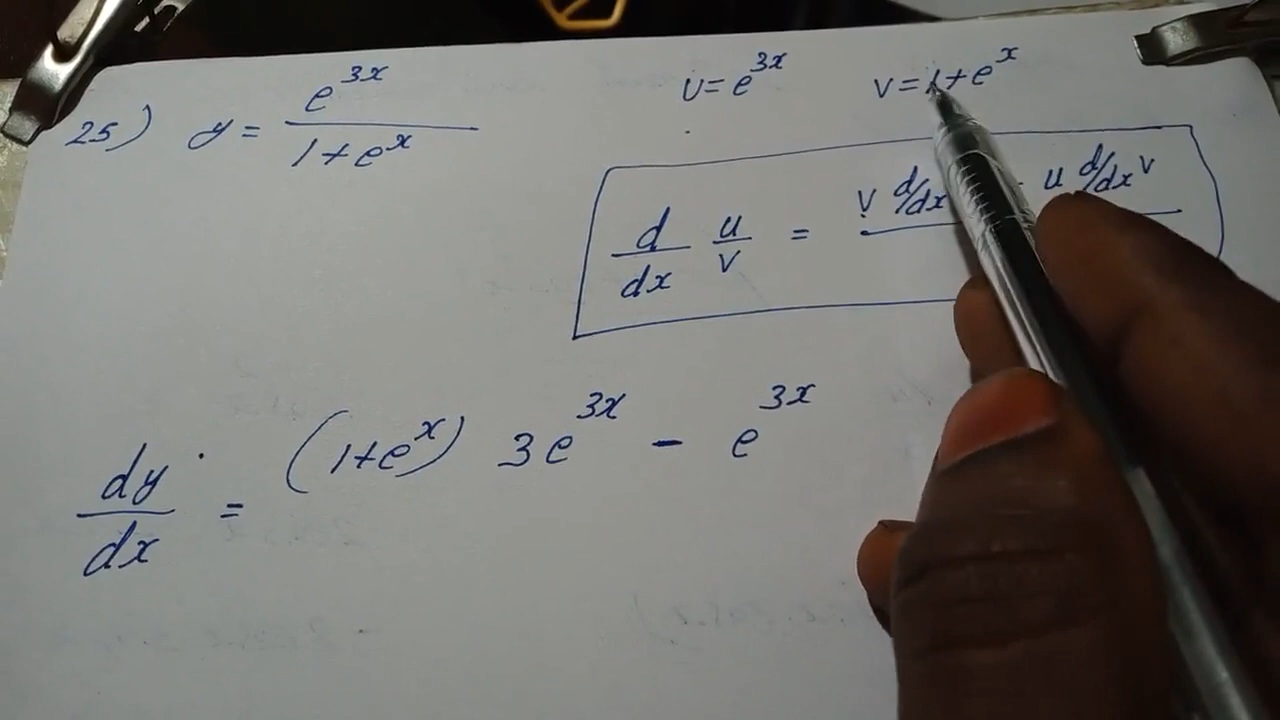 25) y = e^{3x} / 1+e^x
U = e^{3x} V = 1+e^x
d/dx u/v = v d/dx - u d/dx v
dy/dx = (1+e^x) 3e^{3x} - e^{3x}